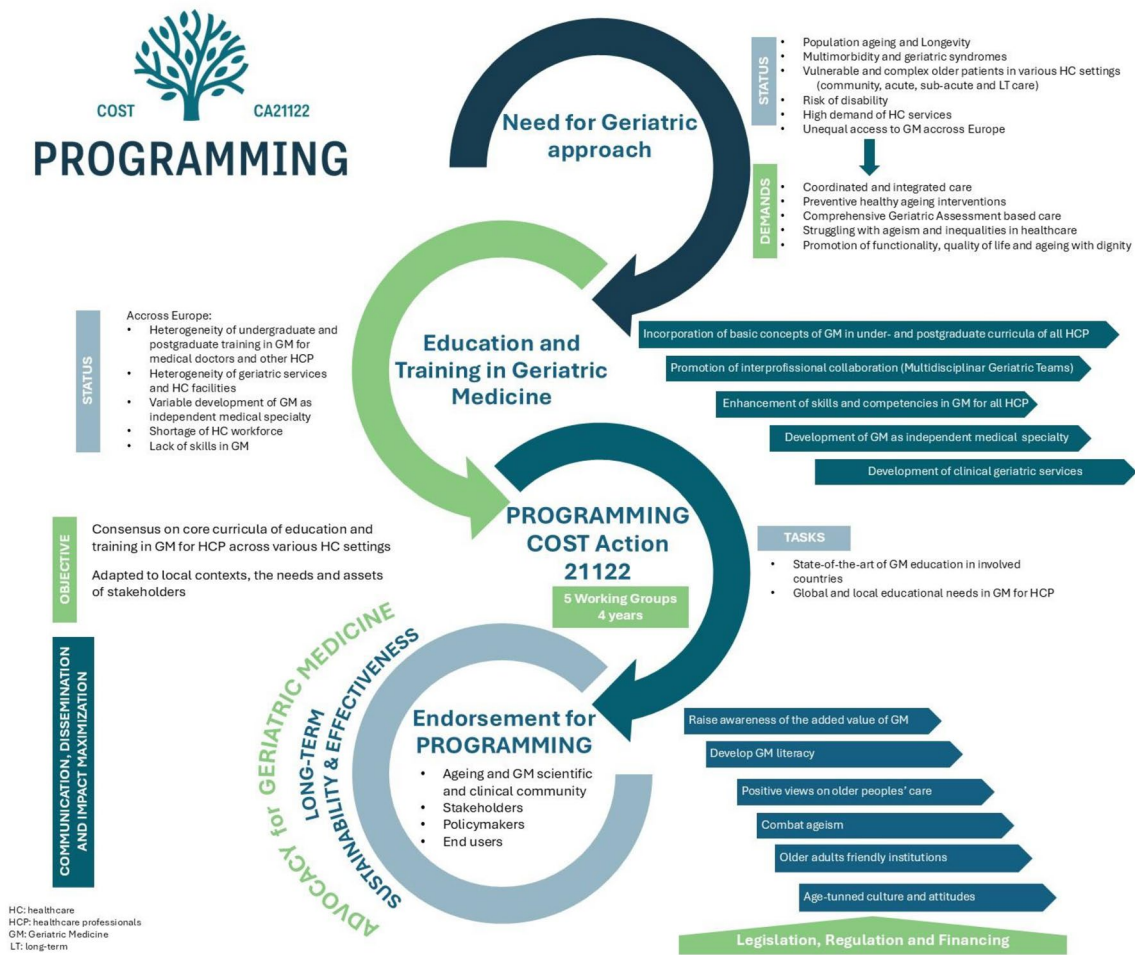 COST
CA21122
PROGRAMMING
Need for Geriatric
approach
STATUS
• Population ageing and Longevity
• Multimorbidity and geriatric syndromes
• Vulnerable and complex older patients in various HC settings
(community, acute, sub-acute and LT care)
• Risk of disability
• High demand of HC services
• Unequal access to GM accross Europe
DEMANDS
• Coordinated and integrated care
• Preventive healthy ageing interventions
• Comprehensive Geriatric Assessment based care
• Struggling with ageism and inequalities in healthcare
• Promotion of functionality, quality of life and ageing with dignity
STATUS
Accross Europe:
• Heterogeneity of undergraduate and
postgraduate training in GM for
medical doctors and other HCP
• Heterogeneity of geriatric services
and HC facilities
• Variable development of GM as
independent medical specialty
• Shortage of HC workforce
• Lack of skills in GM
Education and
Training in Geriatric
Medicine
Incorporation of basic concepts of GM in under- and postgraduate curricula of all HCP
Promotion of interprofissional collaboration (Multidisciplinar Geriatric Teams)
Enhancement of skills and competencies in GM for all HCP
Development of GM as independent medical specialty
Development of clinical geriatric services
OBJECTIVE
Consensus on core curricula of education and
training in GM for HCP across various HC settings
Adapted to local contexts, the needs and assets
of stakeholders
PROGRAMMING
COST Action
21122
5 Working Groups
4 years
TASKS
• State-of-the-art of GM education in involved
countries
• Global and local educational needs in GM for HCP
COMMUNICATION, DISSEMINATION
AND IMPACT MAXIMIZATION
ADVOCACY for GERIATRIC MEDICINE
LONG-TERM
SUSTAINABILITY & EFFECTIVENESS
Endorsement for
PROGRAMMING
• Ageing and GM scientific
and clinical community
• Stakeholders
• Policymakers
• End users
Raise awareness of the added value of GM
Develop GM literacy
Positive views on older peoples' care
Combat ageism
Older adults friendly institutions
Age-tunned culture and attitudes
Legislation, Regulation and Financing
HC: healthcare
HCP: healthcare professionals
GM: Geriatric Medicine
LT: long-term